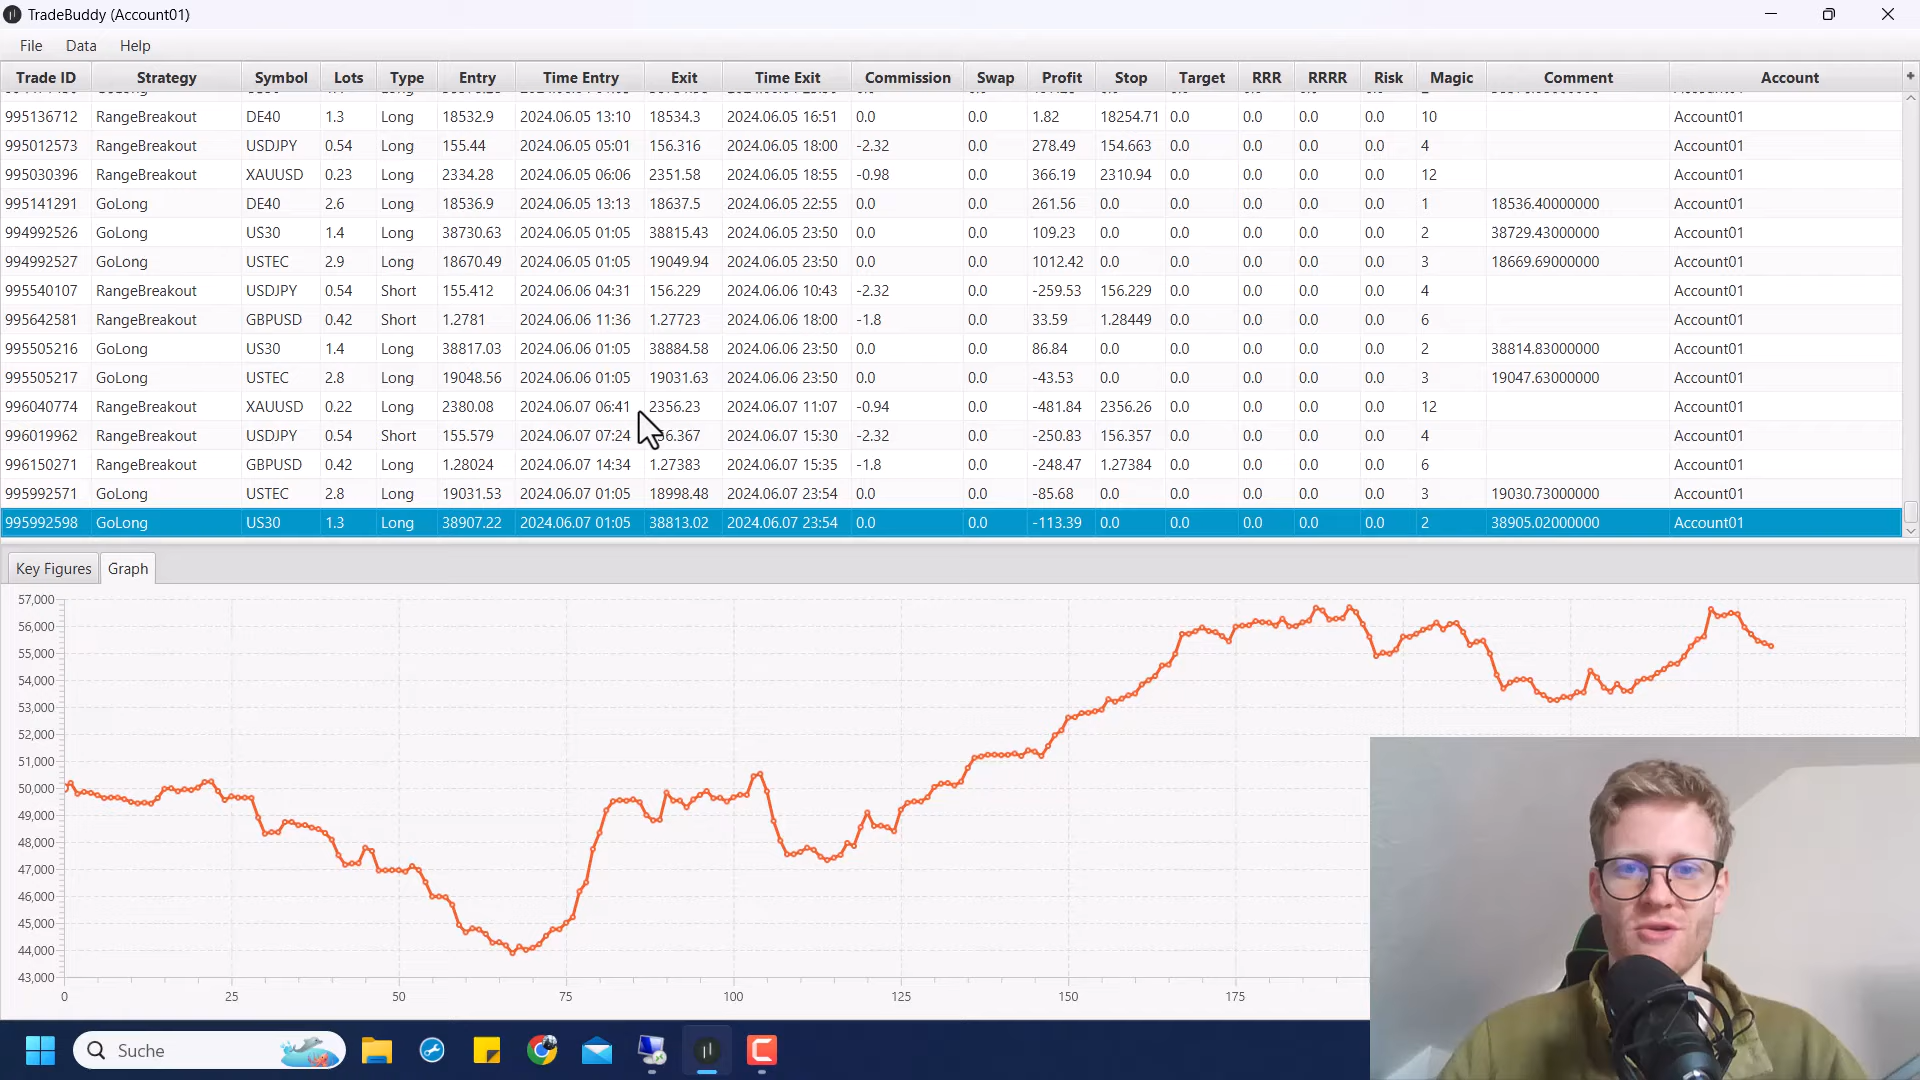 TradeBuddy (Account01)
File Data Help
Trade ID Strategy Symbol Lots Type Entry Time Entry Exit Time Exit Commission Swap Profit Stop Target RRR RRRR Risk Magic Comment Account +
995136712 RangeBreakout DE40 1.3 Long 18532.9 2024.06.05 13:10 18534.3 2024.06.05 16:51 0.0 0.0 1.82 18254.71 0.0 0.0 0.0 0.0 10 Account01
995012573 RangeBreakout USDJPY 0.54 Long 155.44 2024.06.05 05:01 156.316 2024.06.05 18:00 -2.32 0.0 278.49 154.663 0.0 0.0 0.0 0.0 4 Account01
995030396 RangeBreakout XAUUSD 0.23 Long 2334.28 2024.06.05 06:06 2351.58 2024.06.05 18:55 -0.98 0.0 366.19 2310.94 0.0 0.0 0.0 0.0 12 Account01
995141291 GoLong DE40 2.6 Long 18536.9 2024.06.05 13:13 18637.5 2024.06.05 22:55 0.0 0.0 261.56 0.0 0.0 0.0 0.0 0.0 1 18536.40000000 Account01
994992526 GoLong US30 1.4 Long 38730.63 2024.06.05 01:05 38815.43 2024.06.05 23:50 0.0 0.0 109.23 0.0 0.0 0.0 0.0 0.0 2 38729.43000000 Account01
994992527 GoLong USTEC 2.9 Long 18670.49 2024.06.05 01:05 19049.94 2024.06.05 23:50 0.0 0.0 1012.42 0.0 0.0 0.0 0.0 0.0 3 18669.69000000 Account01
995540107 RangeBreakout USDJPY 0.54 Short 155.412 2024.06.06 04:31 156.229 2024.06.06 10:43 -2.32 0.0 -259.53 156.229 0.0 0.0 0.0 0.0 4 Account01
995642581 RangeBreakout GBPUSD 0.42 Short 1.2781 2024.06.06 11:36 1.27723 2024.06.06 18:00 -1.8 0.0 33.59 1.28449 0.0 0.0 0.0 0.0 6 Account01
995505216 GoLong US30 1.4 Long 38817.03 2024.06.06 01:05 38884.58 2024.06.06 23:50 0.0 0.0 86.84 0.0 0.0 0.0 0.0 0.0 2 38814.83000000 Account01
995505217 GoLong USTEC 2.8 Long 19048.56 2024.06.06 01:05 19031.63 2024.06.06 23:50 0.0 0.0 -43.53 0.0 0.0 0.0 0.0 0.0 3 19047.63000000 Account01
996040774 RangeBreakout XAUUSD 0.22 Long 2380.08 2024.06.07 06:41 2356.23 2024.06.07 11:07 -0.94 0.0 -481.84 2356.26 0.0 0.0 0.0 0.0 12 Account01
996019962 RangeBreakout USDJPY 0.54 Short 155.579 2024.06.07 07:24 2024.06.07 15:30 -2.32 0.0 -250.83 156.357 0.0 0.0 0.0 0.0 4 Account01
996150271 RangeBreakout GBPUSD 0.42 Long 1.28024 2024.06.07 14:34 1.27383 2024.06.07 15:35 -1.8 0.0 -248.47 1.27384 0.0 0.0 0.0 0.0 6 Account01
995992571 GoLong USTEC 2.8 Long 19031.53 2024.06.07 01:05 18998.48 2024.06.07 23:54 0.0 0.0 -85.68 0.0 0.0 0.0 0.0 0.0 3 19030.73000000 Account01
995992598 GoLong US30 1.3 Long 38907.22 2024.06.07 01:05 38813.02 2024.06.07 23:54 0.0 0.0 -113.39 0.0 0.0 0.0 0.0 0.0 2 38905.02000000 Account01
Key Figures Graph
57,000
56,000
55,000
54,000
53,000
52,000
51,000
50,000
49,000
48,000
47,000
46,000
45,000
44,000
43,000
0 25 50 75 100 125 150 175
Suche